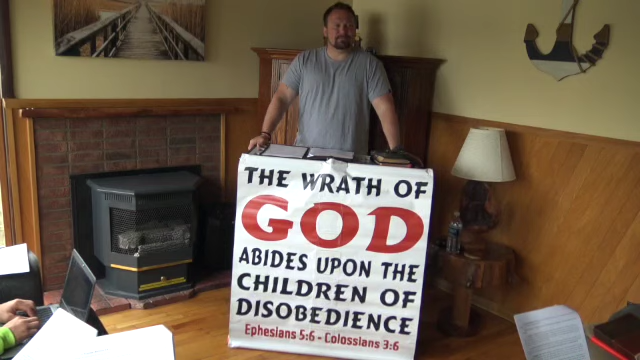 THE WRATH OF
GOD
ABIDES UPON THE
CHILDREN OF
DISOBEDIENCE
Ephesians 5:6 - Colossians 3:6